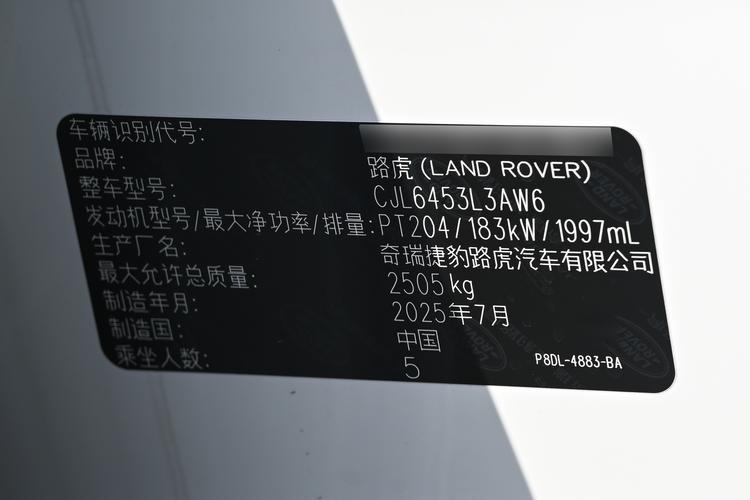 车辆识别代号:
品牌: 路虎 (LAND ROVER)
整车型号: CJL6453L3AW6
发动机型号/最大净功率/排量: PT204/183kW/1997mL
生产厂名: 奇瑞捷豹路虎汽车有限公司
最大允许总质量: 2505 kg
制造年月: 2025年7月
制造国: 中国
乘坐人数: 5
P8DL-4883-BA